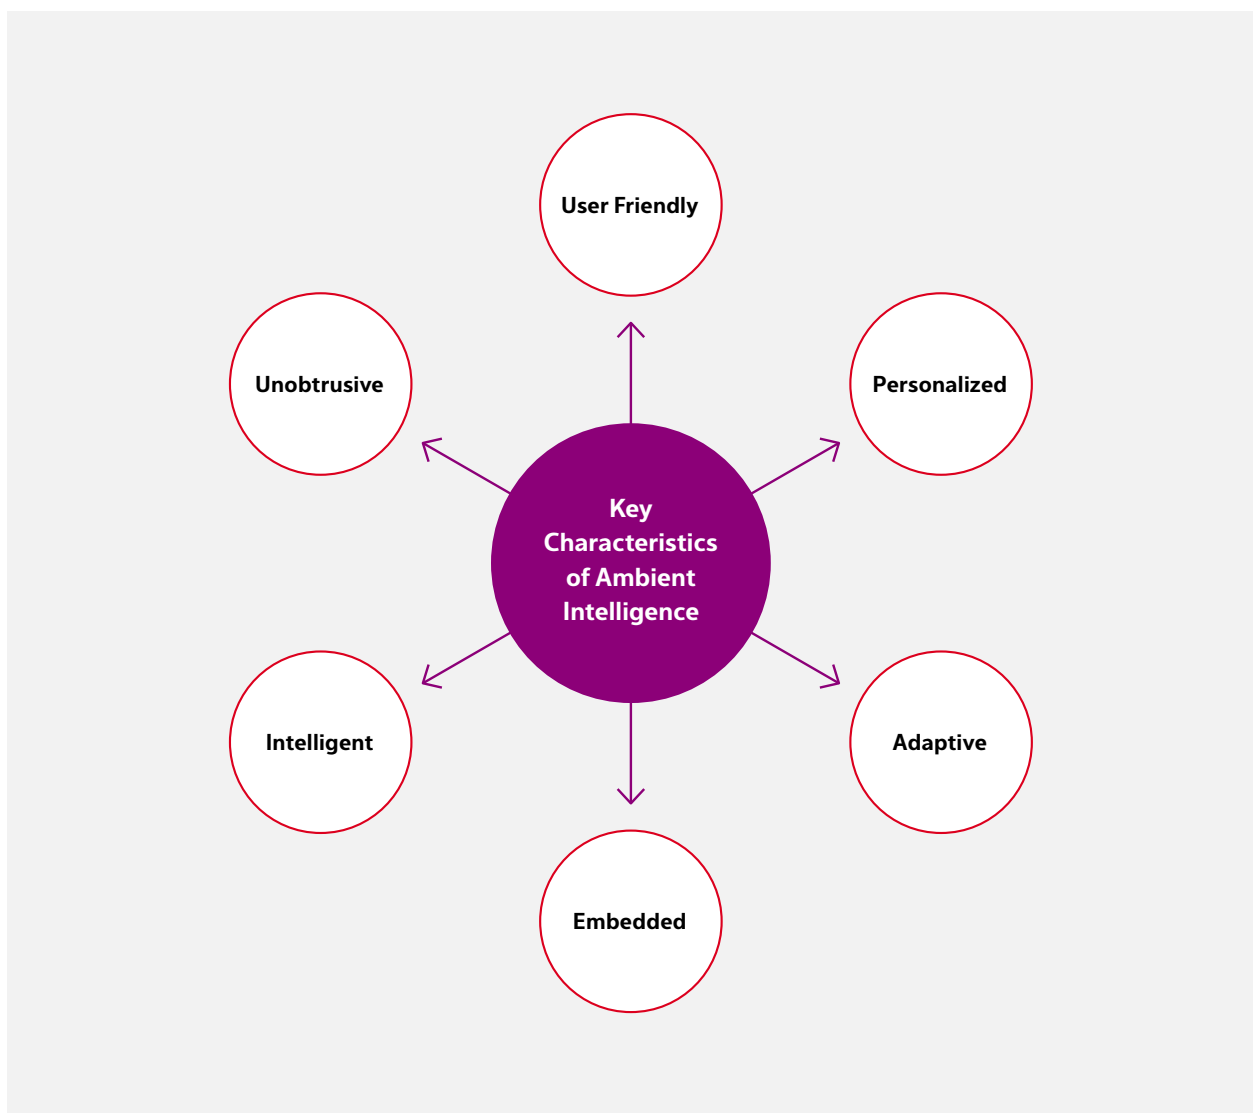 User Friendly
Unobtrusive
Personalized
Key
Characteristics
of Ambient
Intelligence
Intelligent
Adaptive
Embedded